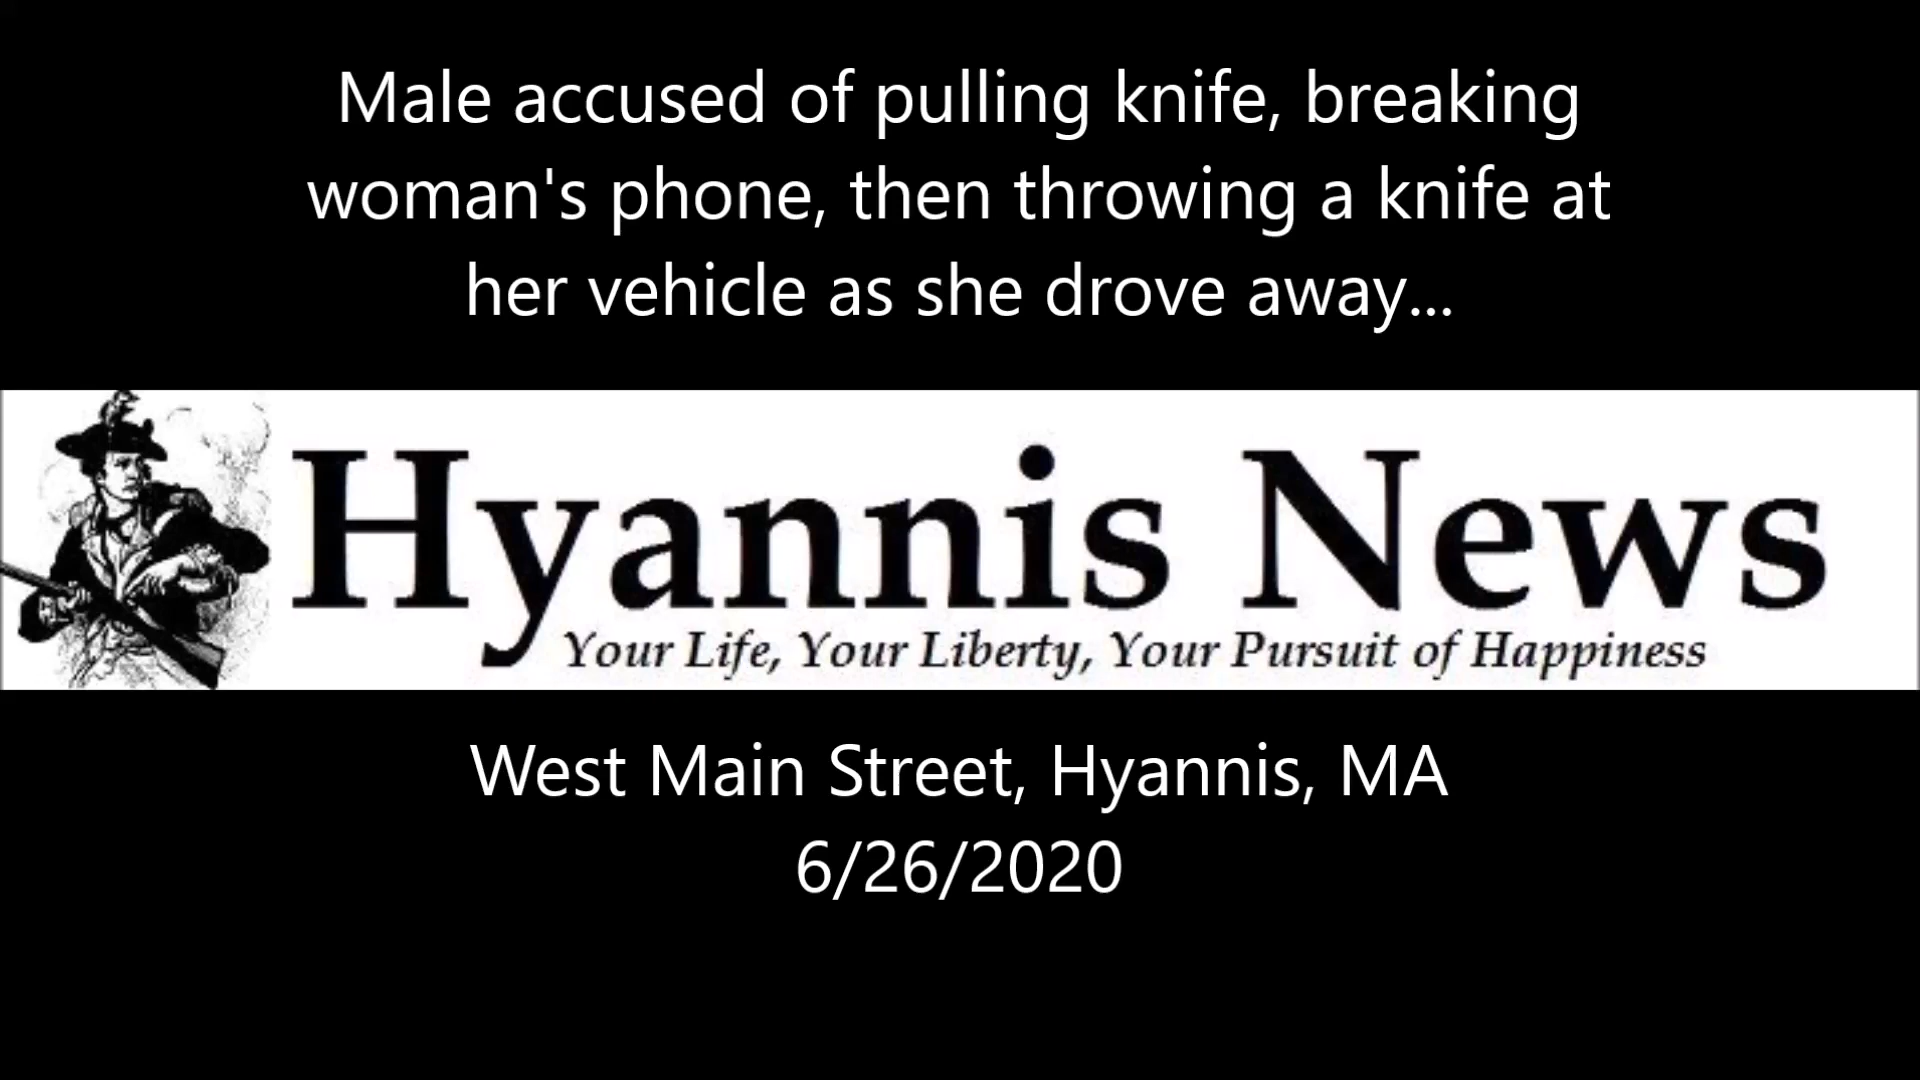 Male accused of pulling knife, breaking
woman's phone, then throwing a knife at
her vehicle as she drove away...
Hyannis News
Your Life, Your Liberty, Your Pursuit of Happiness
West Main Street, Hyannis, MA
6/26/2020